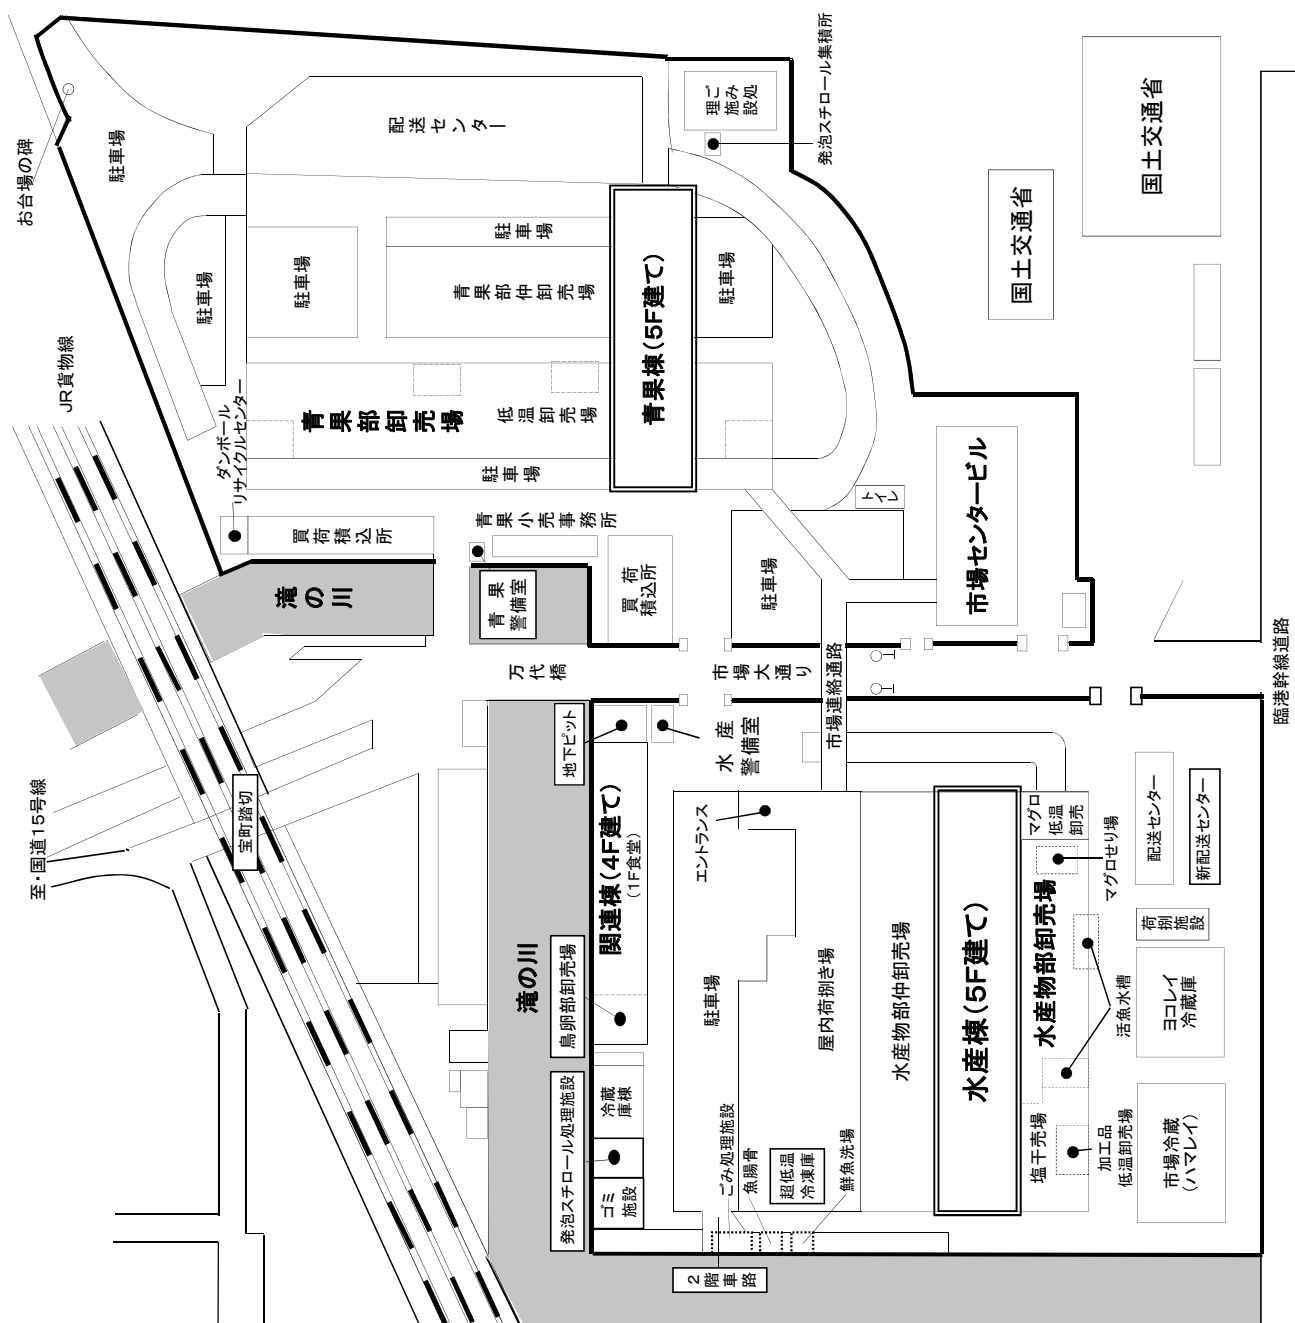 お台場の碑
駐車場
配送センター
ごみ処
理施設
発泡スチロール集積所
国土交通省
国土交通省
駐車場
駐車場
駐車場
青果部仲卸売場
青果棟(5F建て)
駐車場
JR貨物線
ダンボール
リサイクルセンター
青果部卸売場
低温卸売場
駐車場
買荷積込所
青果小売事務所
トイレ
市場センタービル
滝の川
青果
警備室
買荷
積込所
駐車場
万代橋
市場大通り
市場連絡通路
臨港幹線道路
至・国道15号線
宝町踏切
地下ピット
水産
警備室
関連棟(4F建て)
(1F食堂)
エントランス
マグロ
低温
卸売
マグロせり場
配送センター
新配送センター
滝の川
鳥卵部卸売場
駐車場
屋内荷捌き場
水産物部仲卸売場
水産棟(5F建て)
水産物部卸売場
活魚水槽
荷捌
施設
ヨコレイ
冷蔵庫
発泡スチロール処理施設
冷蔵
庫棟
ゴミ
施設
ごみ処理施設
魚腸骨
超低温
冷凍庫
鮮魚洗場
塩干売場
加工品
低温卸売場
市場冷蔵
(ハマレイ)
2階
車路